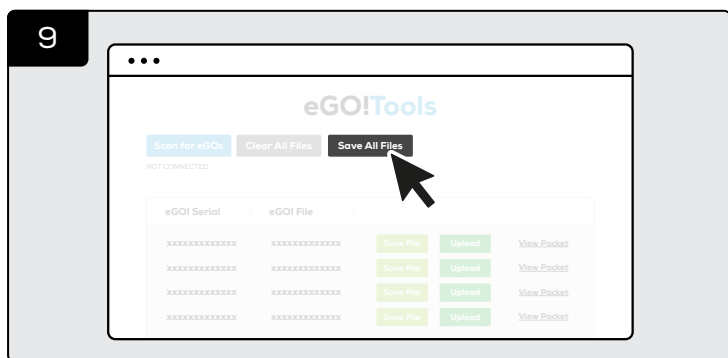 9
eGO!Tools
Scan for eGOs Clear All Files Save All Files
NOT CONNECTED
eGO! Serial eGO! File
xxxxxxxxxxxxx xxxxxxxxxxxxx Save File Upload View Packet
xxxxxxxxxxxxx xxxxxxxxxxxxx Save File Upload View Packet
xxxxxxxxxxxxx xxxxxxxxxxxxx Save File Upload View Packet
xxxxxxxxxxxxx xxxxxxxxxxxxx Save File Upload View Packet